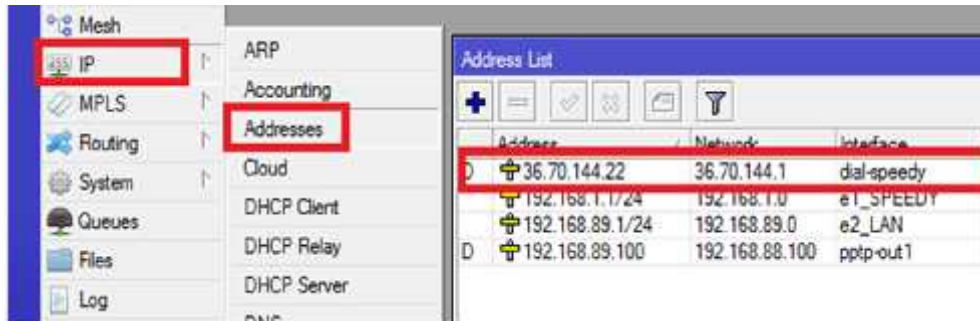 Mesh
IP
MPLS
Routing
System
Queues
Files
Log
ARP
Accounting
Addresses
Cloud
DHCP Client
DHCP Relay
DHCP Server
DNS
Address List
Address Network Interface
D 36.70.144.22 36.70.144.1 dial-speedy
192.168.1.1/24 192.168.1.0 e1_SPEEDY
192.168.89.1/24 192.168.89.0 e2_LAN
D 192.168.89.100 192.168.88.100 pptp-out1